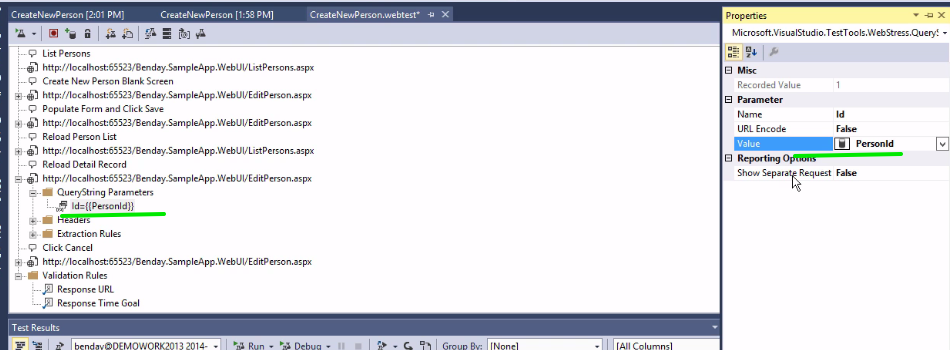 CreateNewPerson [2:01 PM]
CreateNewPerson [1:58 PM]
CreateNewPerson.webtest*
List Persons
http://localhost:65523/Benday.SampleApp.WebUI/ListPersons.aspx
Create New Person Blank Screen
http://localhost:65523/Benday.SampleApp.WebUI/EditPerson.aspx
Populate Form and Click Save
http://localhost:65523/Benday.SampleApp.WebUI/EditPerson.aspx
Reload Person List
http://localhost:65523/Benday.SampleApp.WebUI/ListPersons.aspx
Reload Detail Record
http://localhost:65523/Benday.SampleApp.WebUI/EditPerson.aspx
QueryString Parameters
Id={{PersonId}}
Headers
Extraction Rules
Click Cancel
http://localhost:65523/Benday.SampleApp.WebUI/EditPerson.aspx
Validation Rules
Response URL
Response Time Goal
Test Results
benday@DEMOWORK2013 2014-
Run
Debug
Group By: [None]
[All Columns]
Properties
Microsoft.VisualStudio.TestTools.WebStress.QueryS
Misc
Recorded Value 1
Parameter
Name Id
URL Encode False
Value PersonId
Reporting Options
Show Separate Request False